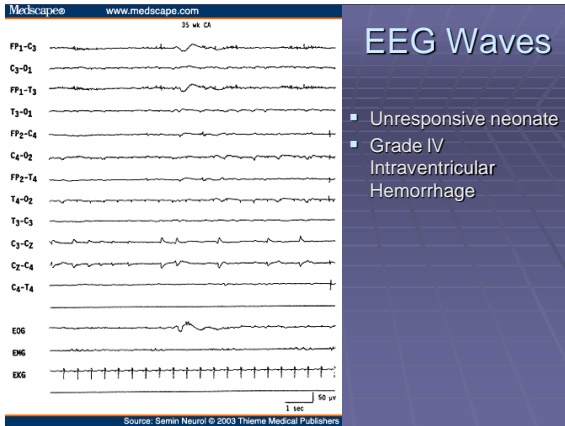 Medscape® www.medscape.com
35 wk CA
FP1-C3
C3-O1
FP1-T3
T3-O1
FP2-C4
C4-O2
FP2-T4
T4-O2
T3-C3
C3-CZ
CZ-C4
C4-T4
EOG
EMG
EKG
50 μv
1 sec
Source: Semin Neurol © 2003 Thieme Medical Publishers
EEG Waves
Unresponsive neonate
Grade IV
Intraventricular
Hemorrhage